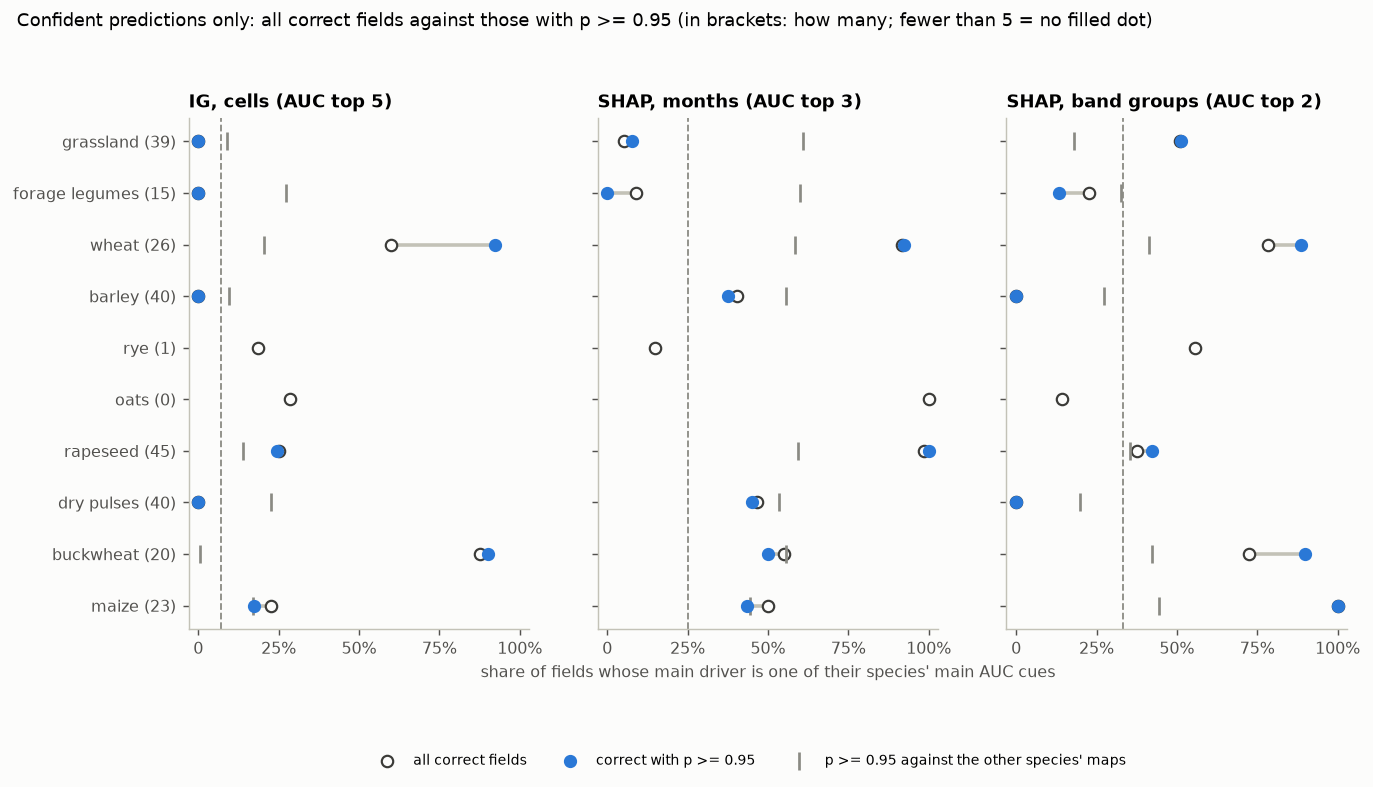 Confident predictions only: all correct fields against those with p >= 0.95 (in brackets: how many; fewer than 5 = no filled dot)
IG, cells (AUC top 5)
SHAP, months (AUC top 3)
SHAP, band groups (AUC top 2)
grassland (39)
forage legumes (15)
wheat (26)
barley (40)
rye (1)
oats (0)
rapeseed (45)
dry pulses (40)
buckwheat (20)
maize (23)
0 25% 50% 75% 100%
0 25% 50% 75% 100%
0 25% 50% 75% 100%
share of fields whose main driver is one of their species' main AUC cues
all correct fields
correct with p >= 0.95
p >= 0.95 against the other species' maps